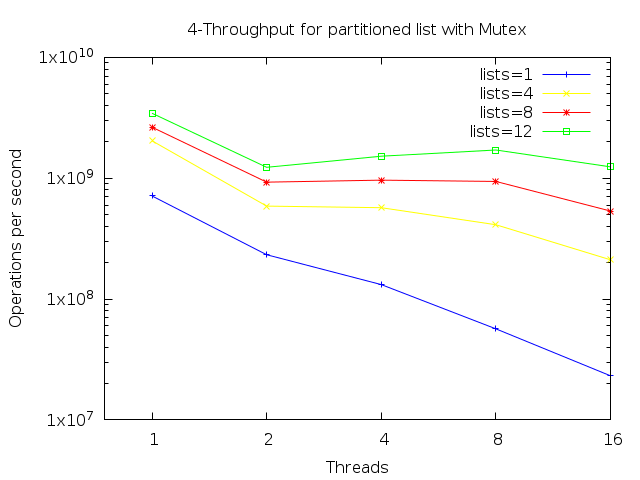 4-Throughput for partitioned list with Mutex
1x10^10
1x10^9
1x10^8
1x10^7
Operations per second
lists=1
lists=4
lists=8
lists=12
1 2 4 8 16
Threads